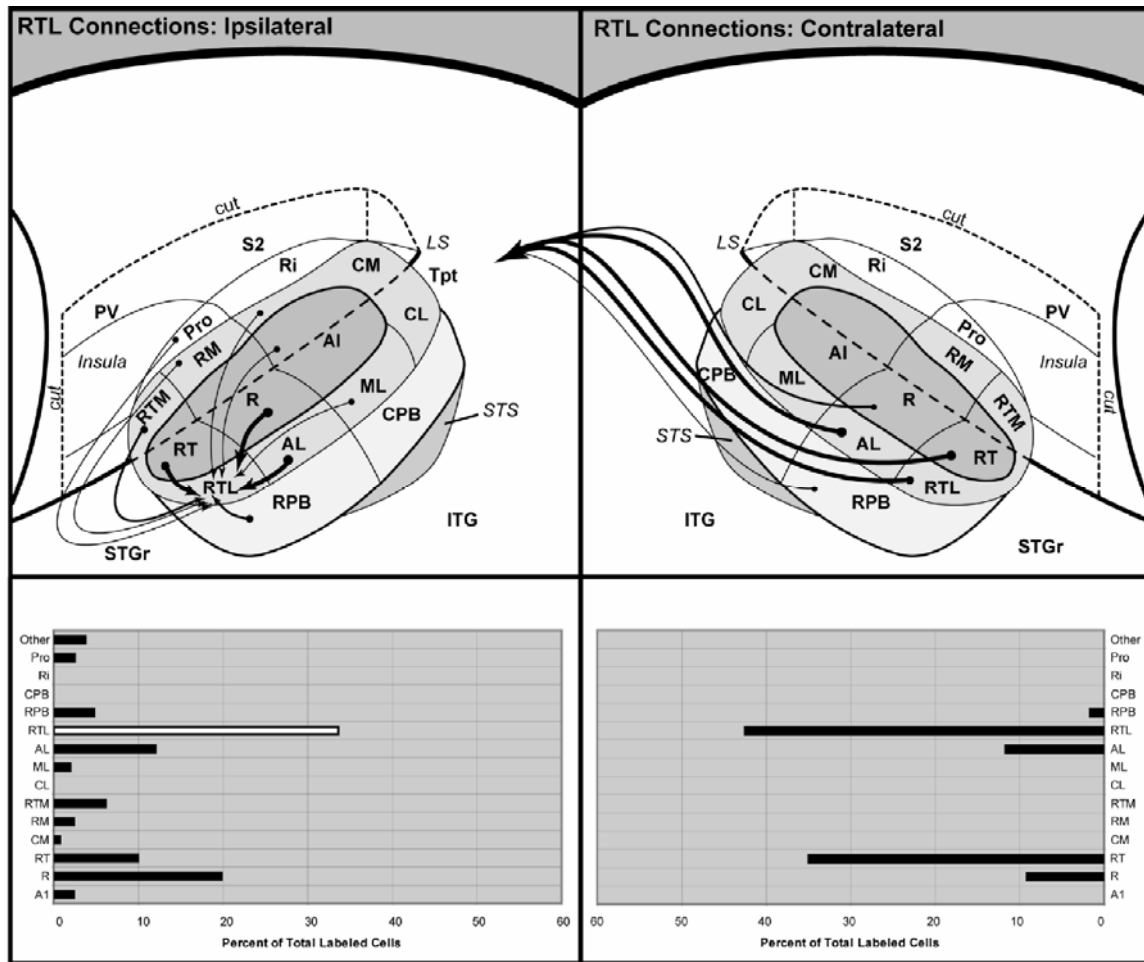 RTL Connections: Ipsilateral
cut
S2
LS
Ri
CM
Tpt
PV
Pro
CL
RM
AI
Insula
ML
cut
R
CPB
RTM
STS
RT
AL
RTL
RPB
ITG
STGr
RTL Connections: Contralateral
cut
LS
S2
CM
Ri
CL
PV
Pro
AI
RM
Insula
CPB
ML
R
RTM
STS
AL
RT
RTL
RPB
ITG
STGr
Other
Pro
Ri
CPB
RPB
RTL
AL
ML
CL
RTM
RM
CM
RT
R
A1
0 10 20 30 40 50 60
Percent of Total Labeled Cells
Other
Pro
Ri
CPB
RPB
RTL
AL
ML
CL
RTM
RM
CM
RT
R
A1
60 50 40 30 20 10 0
Percent of Total Labeled Cells